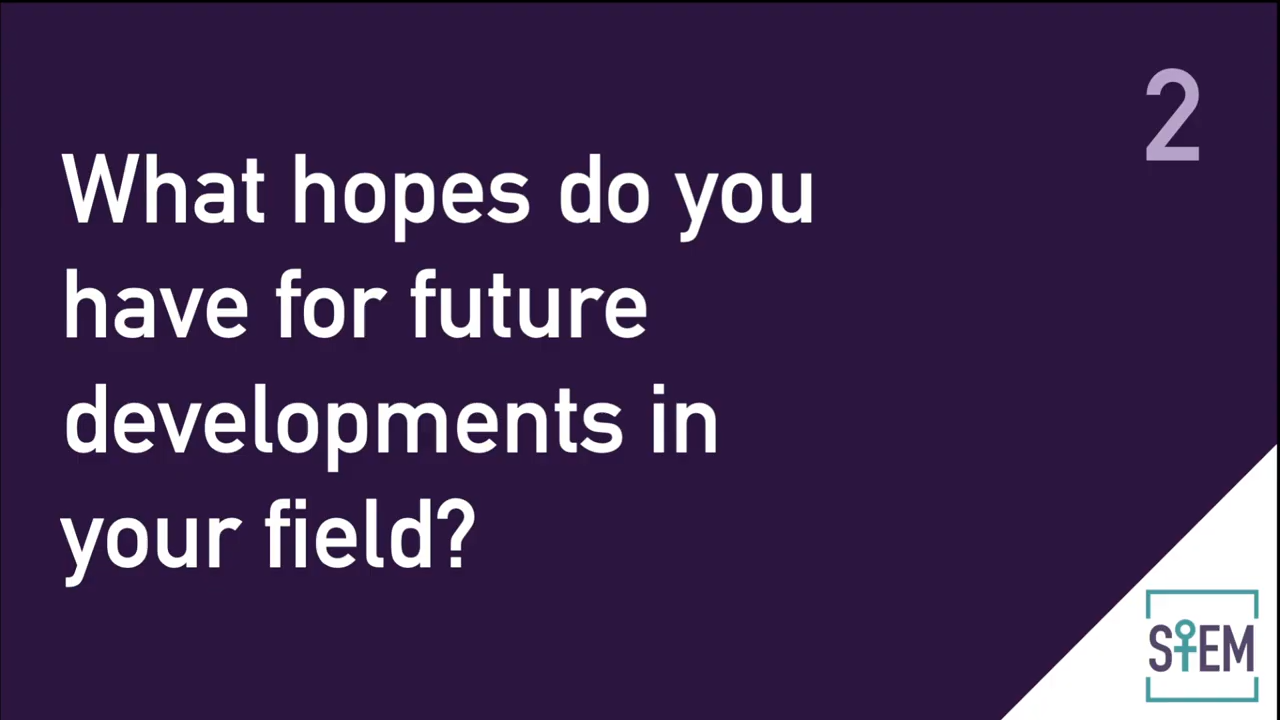 2
What hopes do you
have for future
developments in
your field?
STEM